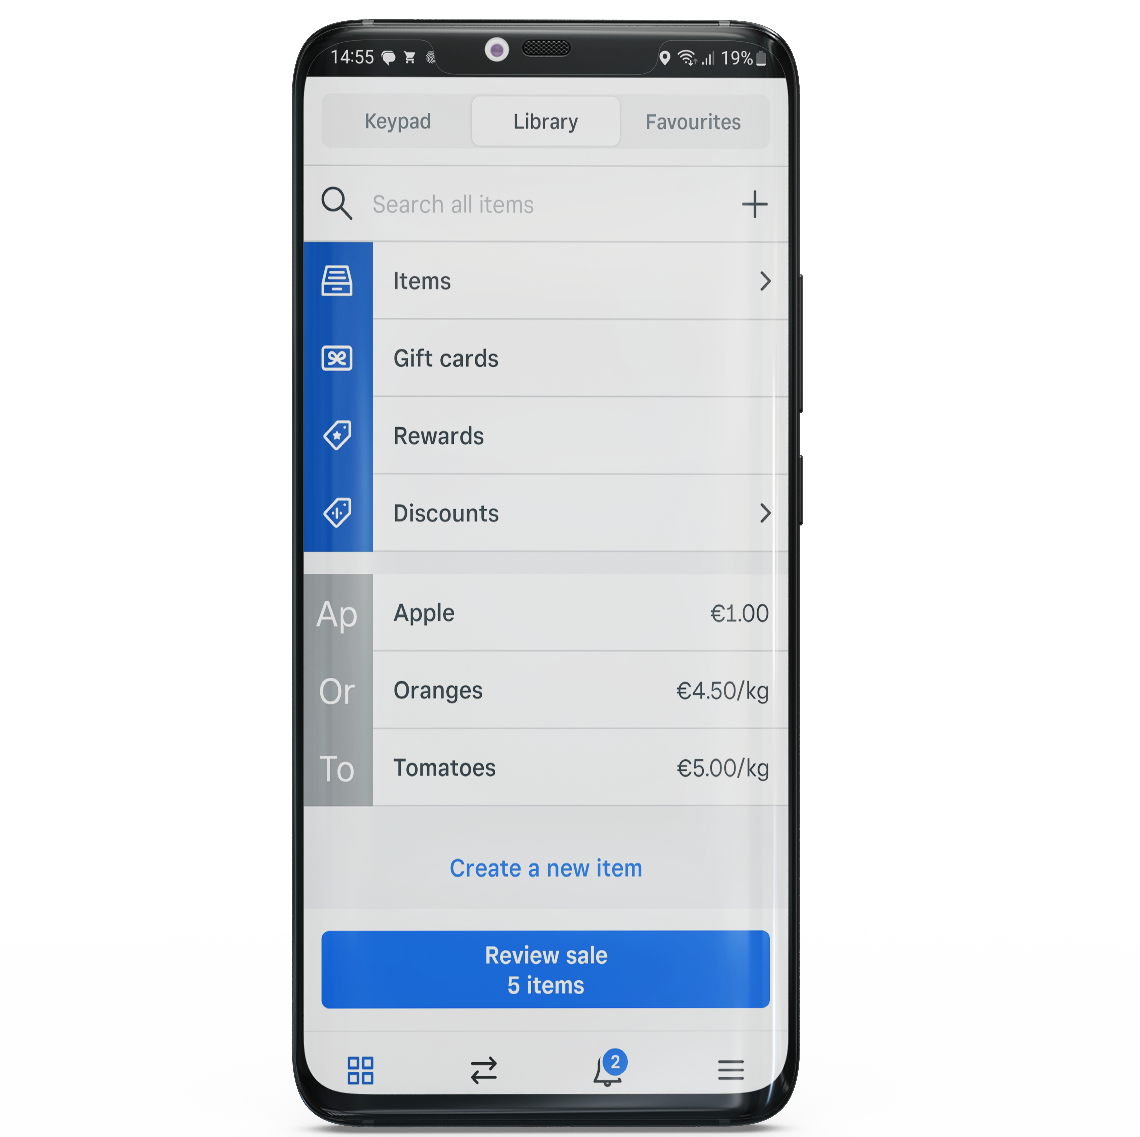 14:55 19%
Keypad Library Favourites
Search all items
Items
Gift cards
Rewards
Discounts
Ap Apple €1.00
Or Oranges €4.50/kg
To Tomatoes €5.00/kg
Create a new item
Review sale
5 items
2